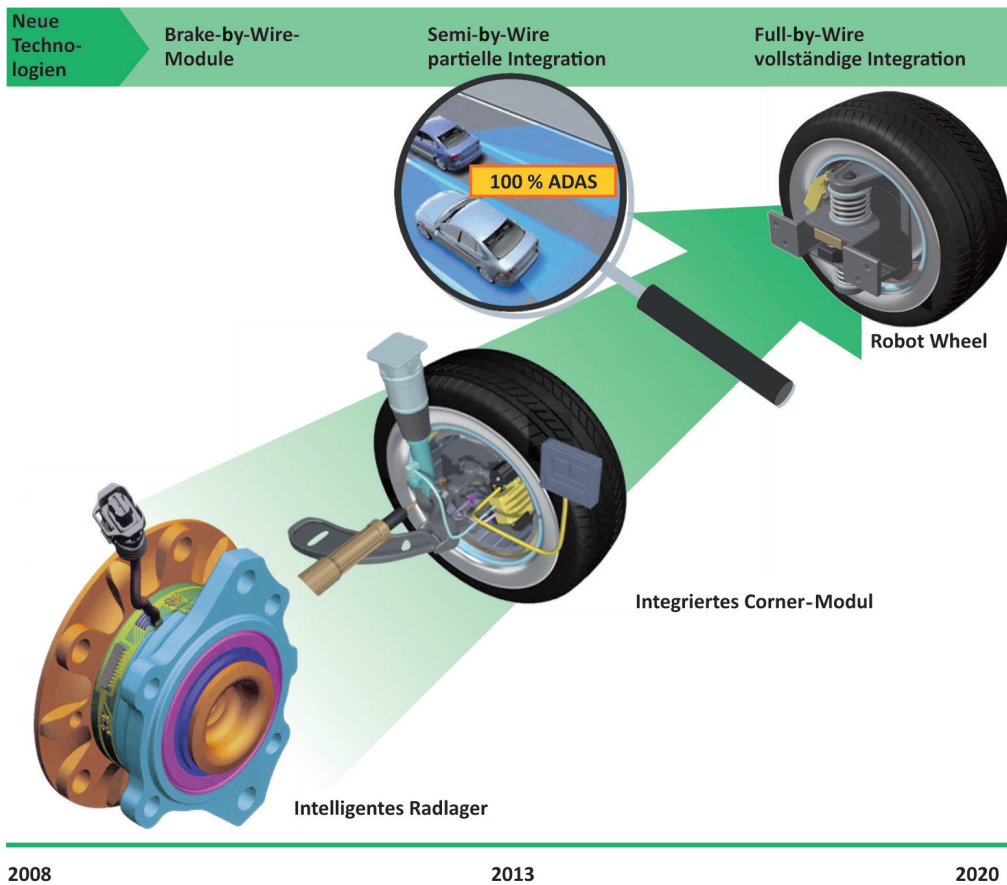 Neue
Techno-
logien
Brake-by-Wire-
Module
Semi-by-Wire
partielle Integration
Full-by-Wire
vollständige Integration
100 % ADAS
Robot Wheel
Integriertes Corner-Modul
Intelligentes Radlager
2008
2013
2020